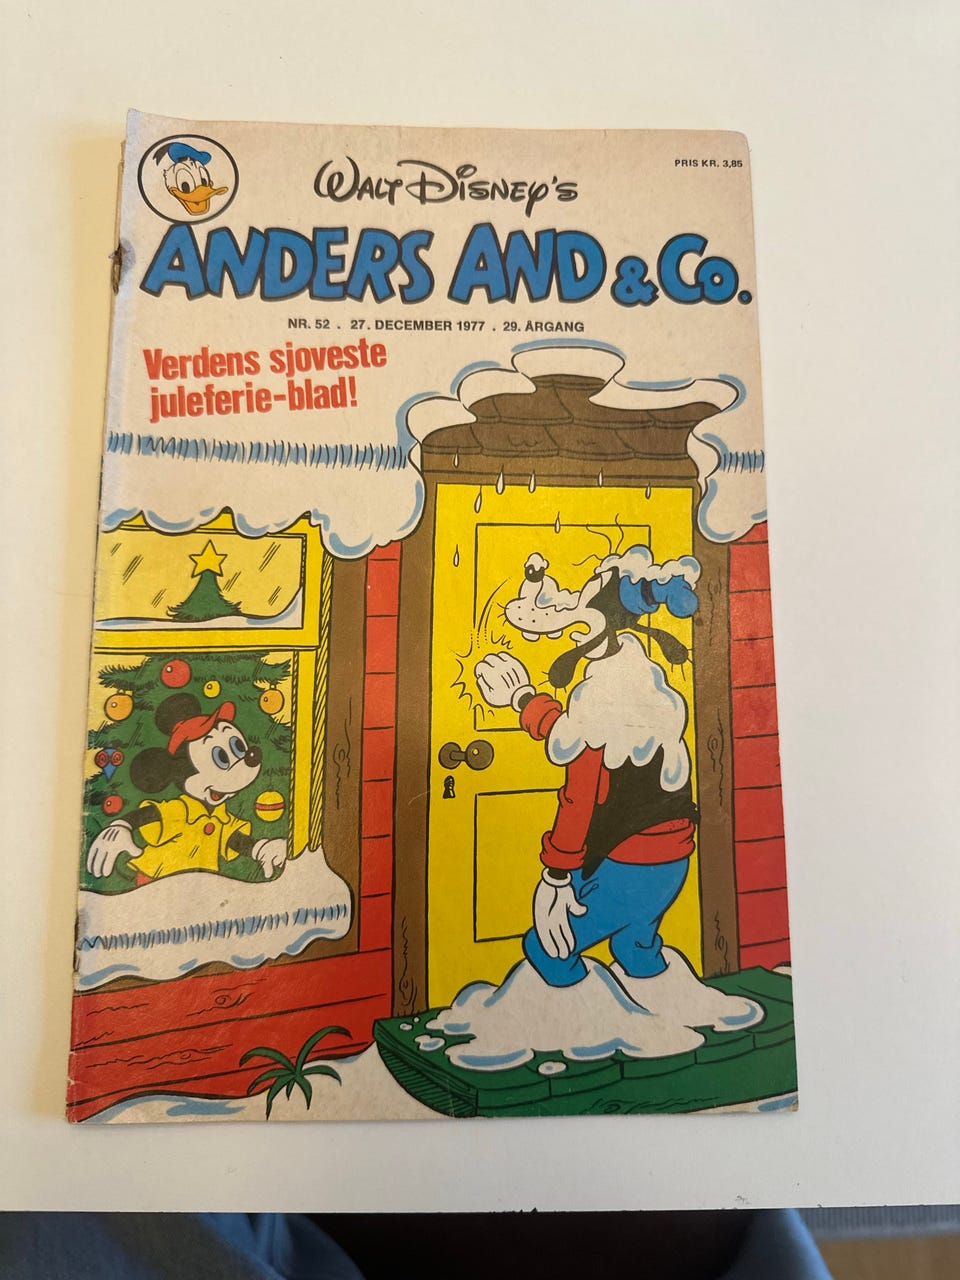 PRIS KR. 3,85
WALT DISNEY'S
ANDERS AND & Co.
NR. 52 . 27. DECEMBER 1977 . 29. ÅRGANG
Verdens sjoveste
juleferie-blad!